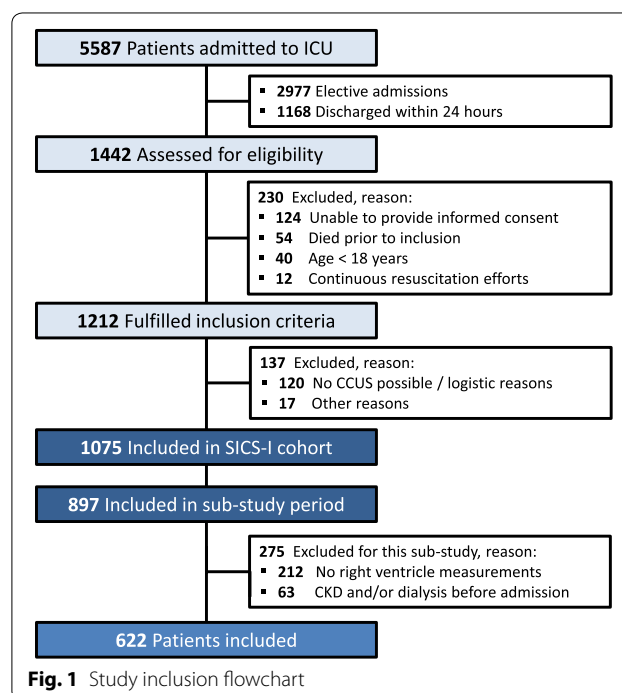 5587 Patients admitted to ICU
▪ 2977 Elective admissions
▪ 1168 Discharged within 24 hours
1442 Assessed for eligibility
230 Excluded, reason:
▪ 124 Unable to provide informed consent
▪ 54 Died prior to inclusion
▪ 40 Age < 18 years
▪ 12 Continuous resuscitation efforts
1212 Fulfilled inclusion criteria
137 Excluded, reason:
▪ 120 No CCUS possible / logistic reasons
▪ 17 Other reasons
1075 Included in SICS-I cohort
897 Included in sub-study period
275 Excluded for this sub-study, reason:
▪ 212 No right ventricle measurements
▪ 63 CKD and/or dialysis before admission
622 Patients included
Fig. 1 Study inclusion flowchart